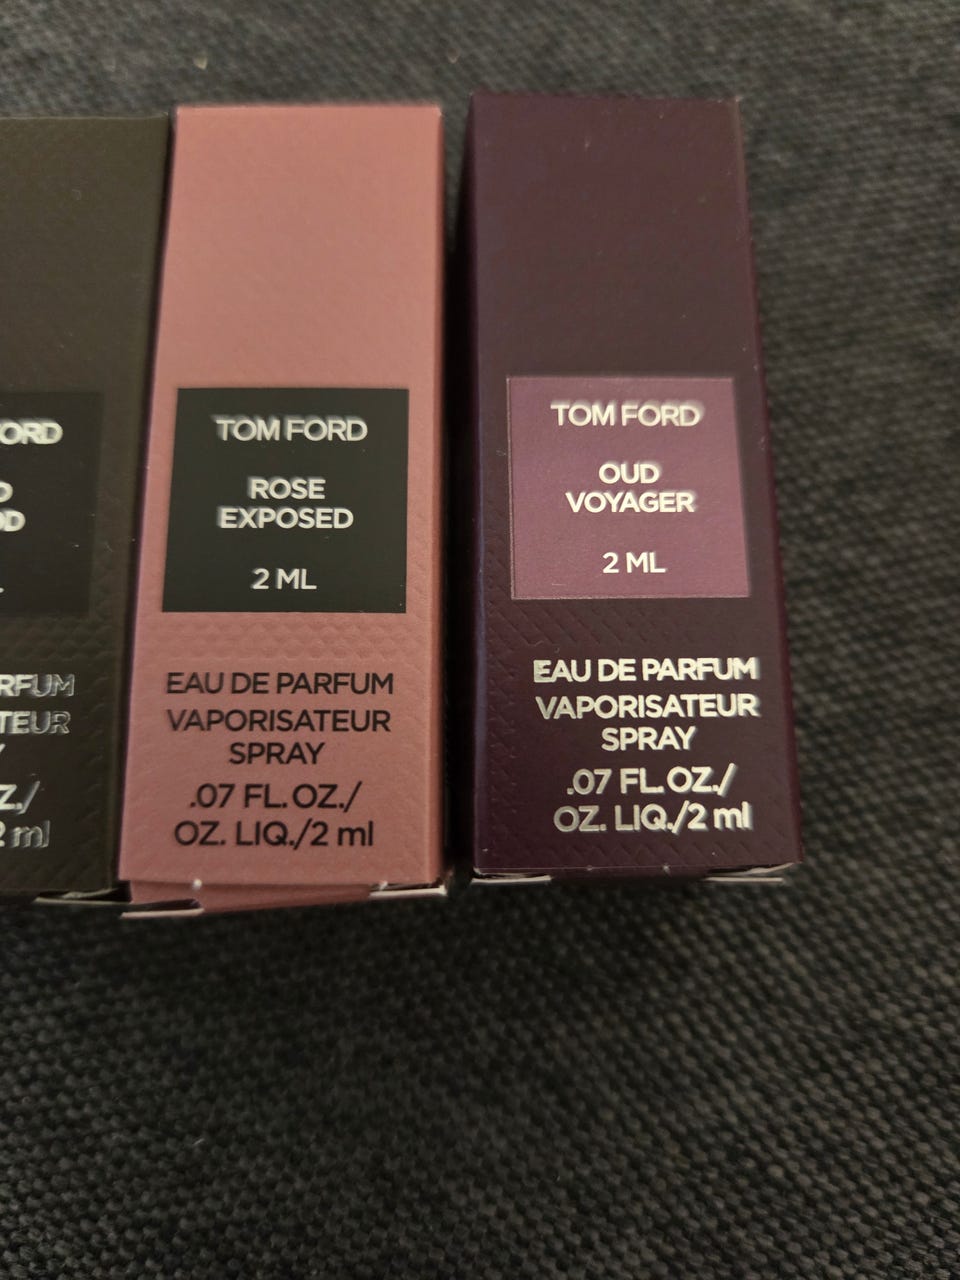 TOM FORD
ROSE
EXPOSED
2 ML
EAU DE PARFUM
VAPORISATEUR
SPRAY
.07 FL. OZ./
OZ. LIQ./2 ml
TOM FORD
OUD
VOYAGER
2 ML
EAU DE PARFUM
VAPORISATEUR
SPRAY
.07 FL. OZ./
OZ. LIQ./2 ml